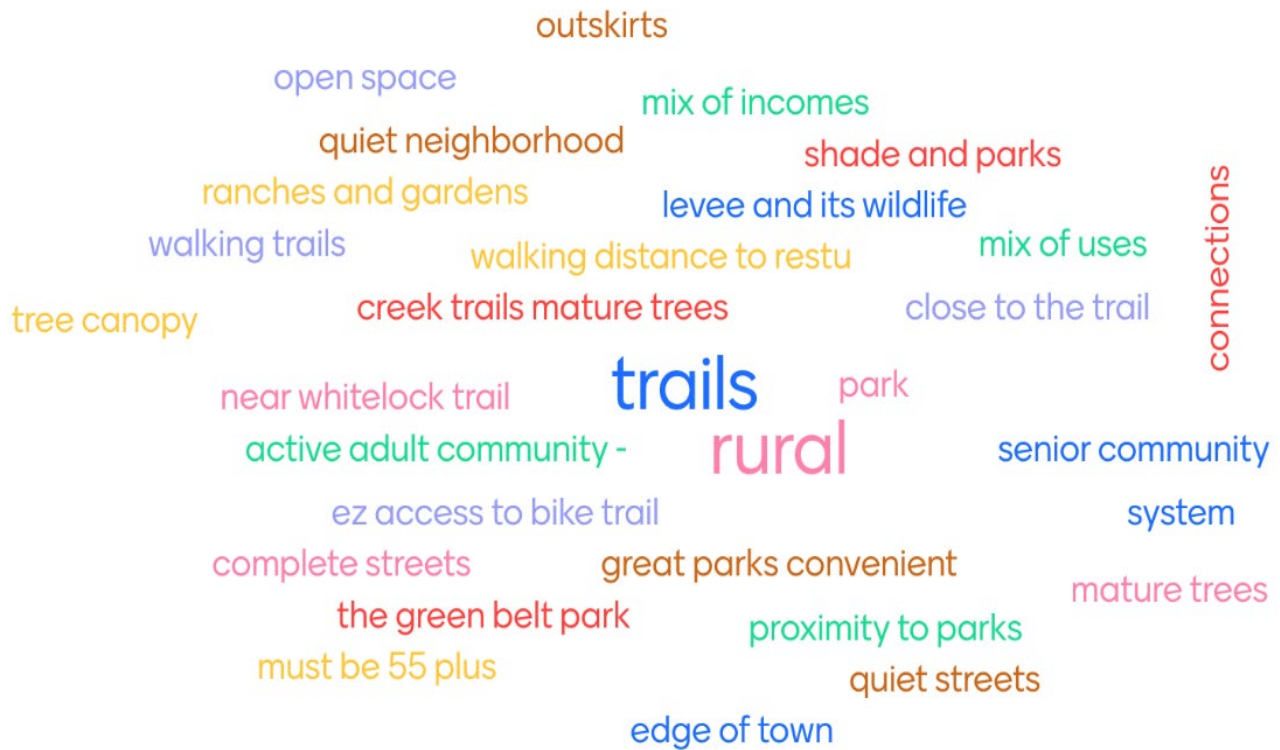 outskirts
open space
mix of incomes
quiet neighborhood
shade and parks
ranches and gardens
levee and its wildlife
connections
walking trails
walking distance to restu
mix of uses
tree canopy
creek trails mature trees
close to the trail
trails
park
near whitelock trail
rural
active adult community -
senior community
ez access to bike trail
system
complete streets
great parks convenient
mature trees
the green belt park
proximity to parks
must be 55 plus
quiet streets
edge of town